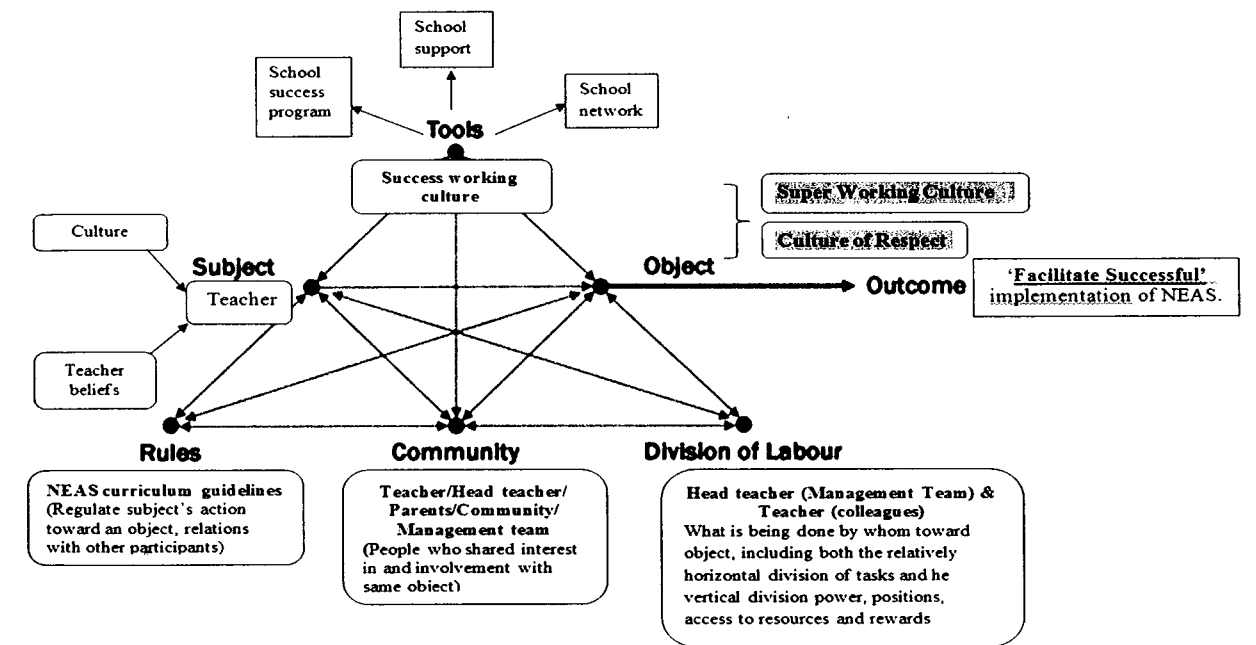 School
support
School
success
program
School
network
Tools
Success working
culture
Super Working Culture
Culture of Respect
Culture
Subject
Teacher
Object
Outcome
'Facilitate Successful'
implementation of NEAS.
Teacher
beliefs
Rules
Community
Division of Labour
NEAS curriculum guidelines
(Regulate subject's action
toward an object, relations
with other participants)
Teacher/Head teacher/
Parents/Community/
Management team
(People who shared interest
in and involvement with
same object)
Head teacher (Management Team) &
Teacher (colleagues)
What is being done by whom toward
object, including both the relatively
horizontal division of tasks and he
vertical division power, positions,
access to resources and rewards